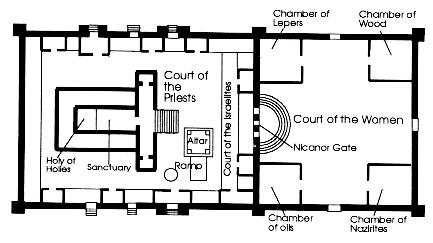 Chamber of
Lepers
Chamber of
Wood
Court of
the
Priests
Court of the Israelites
Court of the Women
Altar
Nicanor Gate
Holy of
Holies
Sanctuary
Ramp
Chamber
of oils
Chamber of
Nazirites